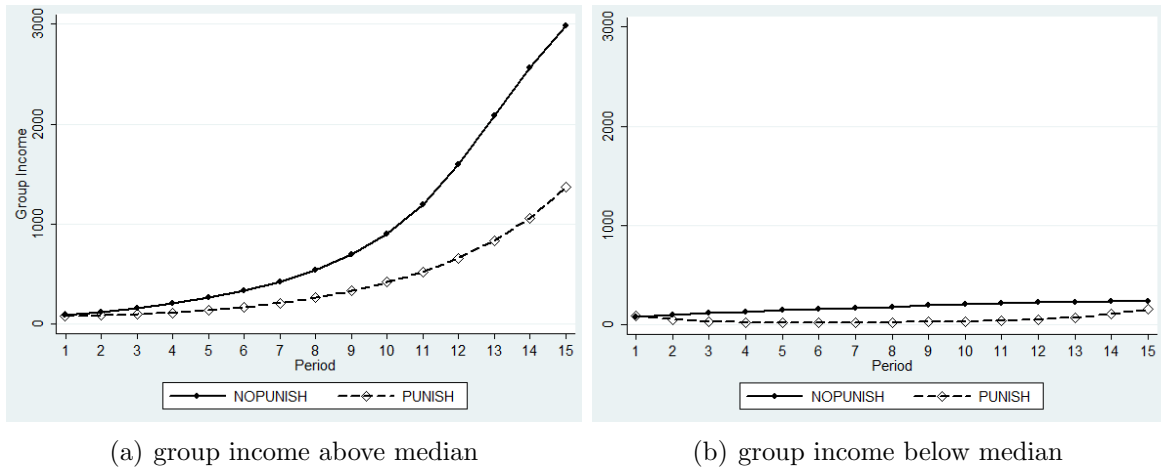 Group Income
3000
2000
1000
0
1 2 3 4 5 6 7 8 9 10 11 12 13 14 15
Period
NOPUNISH PUNISH
(a) group income above median
3000
2000
1000
0
1 2 3 4 5 6 7 8 9 10 11 12 13 14 15
Period
NOPUNISH PUNISH
(b) group income below median